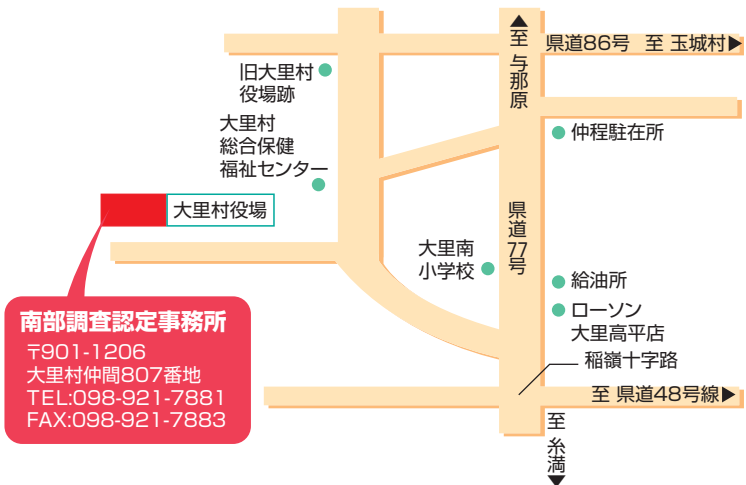 ▲至 与那原
県道86号 至 玉城村▶
旧大里村
役場跡
大里村
総合保健
福祉センター
仲程駐在所
大里村役場
県道77号
大里南
小学校
給油所
ローソン
大里高平店
稲嶺十字路
南部調査認定事務所
〒901-1206
大里村仲間807番地
TEL:098-921-7881
FAX:098-921-7883
至 県道48号線▶
至 糸満▼